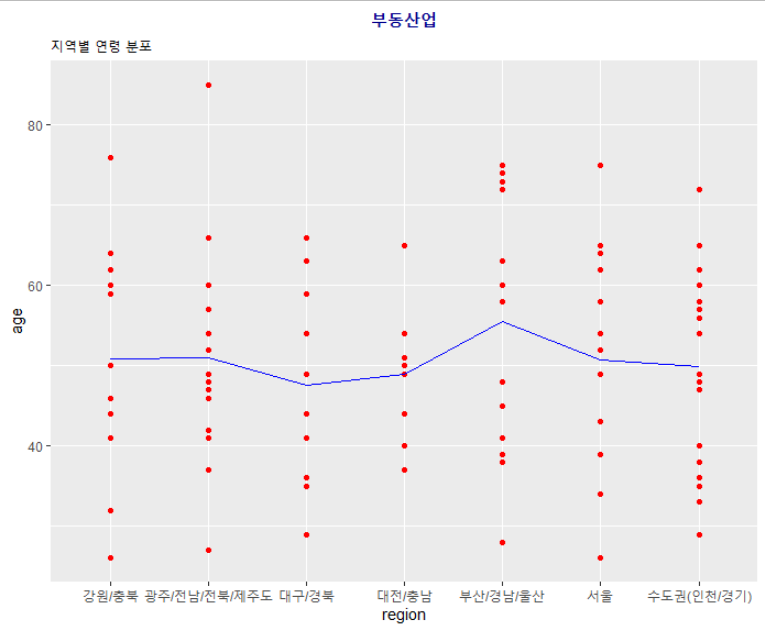 부동산업
지역별 연령 분포
80
60
40
age
강원/충북 광주/전남/전북/제주도 대구/경북 대전/충남 부산/경남/울산 서울 수도권(인천/경기)
region